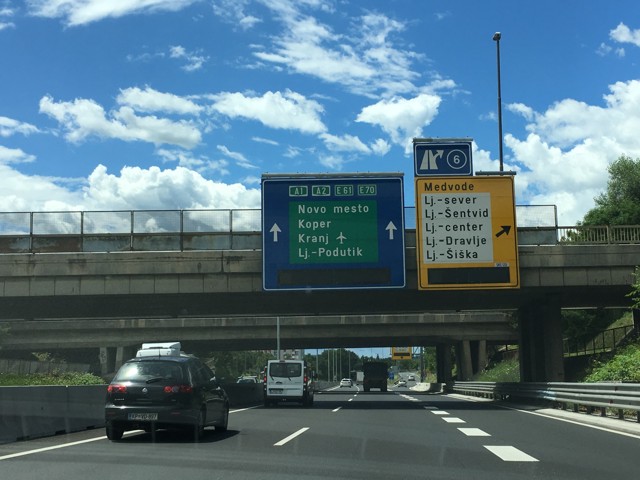 A1 A2 E61 E70
Novo mesto
Koper
Kranj
Lj.-Podutik
6
Medvode
Lj.-sever
Lj.-Šentvid
Lj.-center
Lj.-Dravlje
Lj.-Šiška